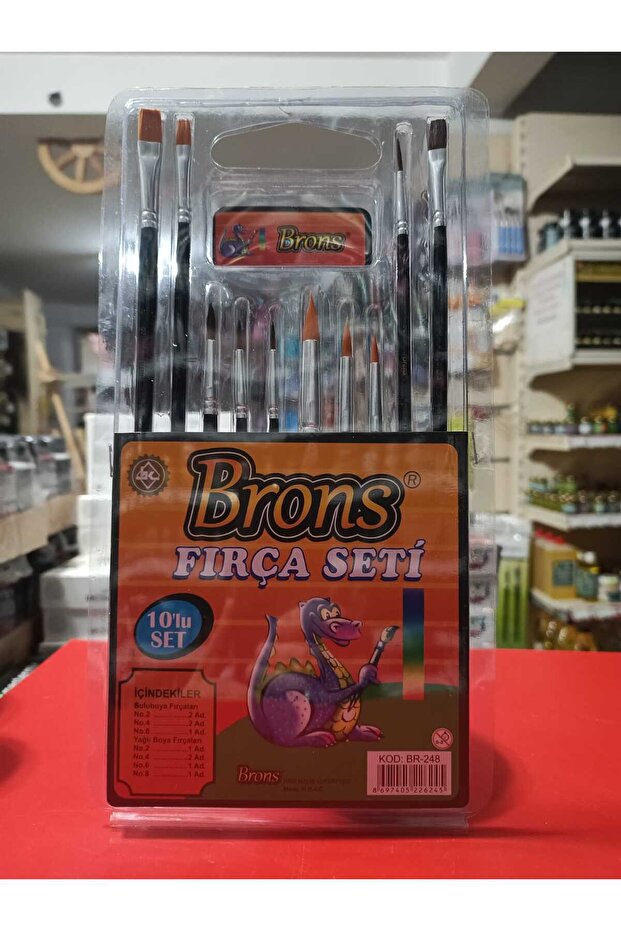 Brons
Brons®
FIRÇA SETİ
10'lu
SET
İÇİNDEKİLER
Suluboya Fırçaları
No.2 ............ 2 Ad.
No.4 ............ 2 Ad.
No.6 ............ 1 Ad.
Yağlı Boya Fırçaları
No.2 ............ 1 Ad.
No.4 ............ 2 Ad.
No.6 ............ 1 Ad.
No.8 ............ 1 Ad.
KOD: BR-248
Brons
Made in P.R.C
8 697405 226245